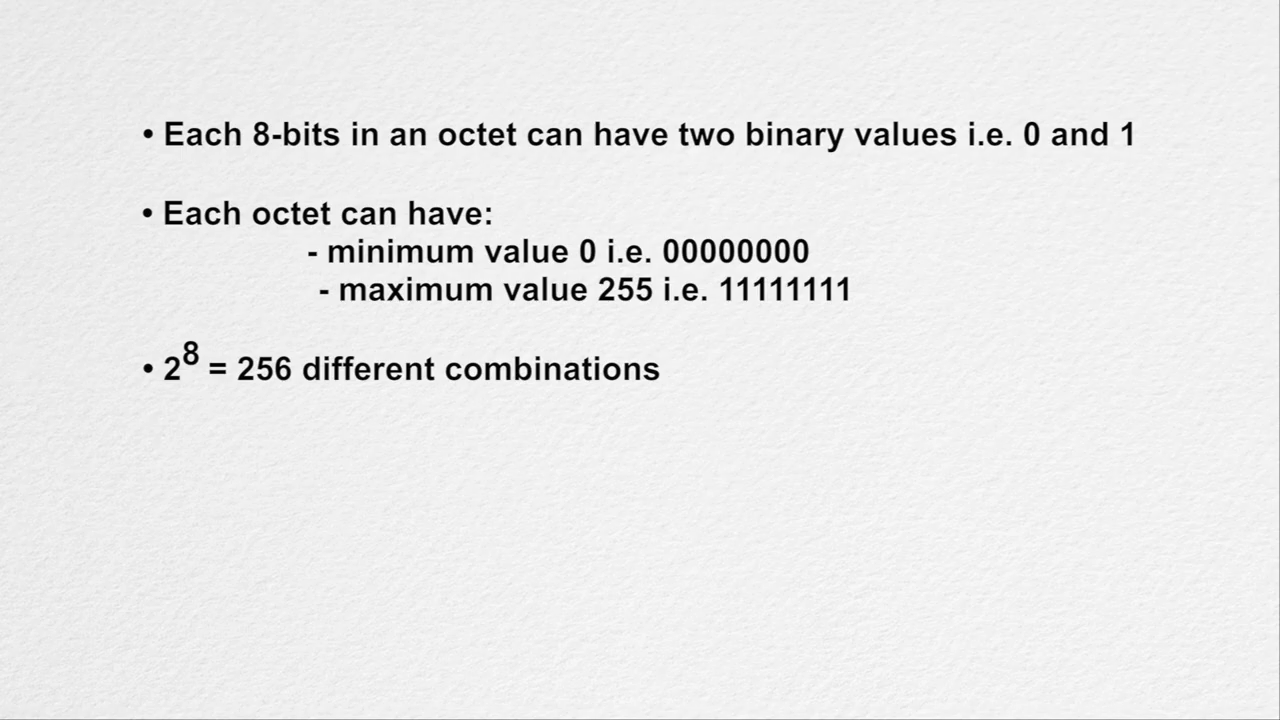 • Each 8-bits in an octet can have two binary values i.e. 0 and 1
• Each octet can have:
- minimum value 0 i.e. 00000000
- maximum value 255 i.e. 11111111
• 2⁸ = 256 different combinations